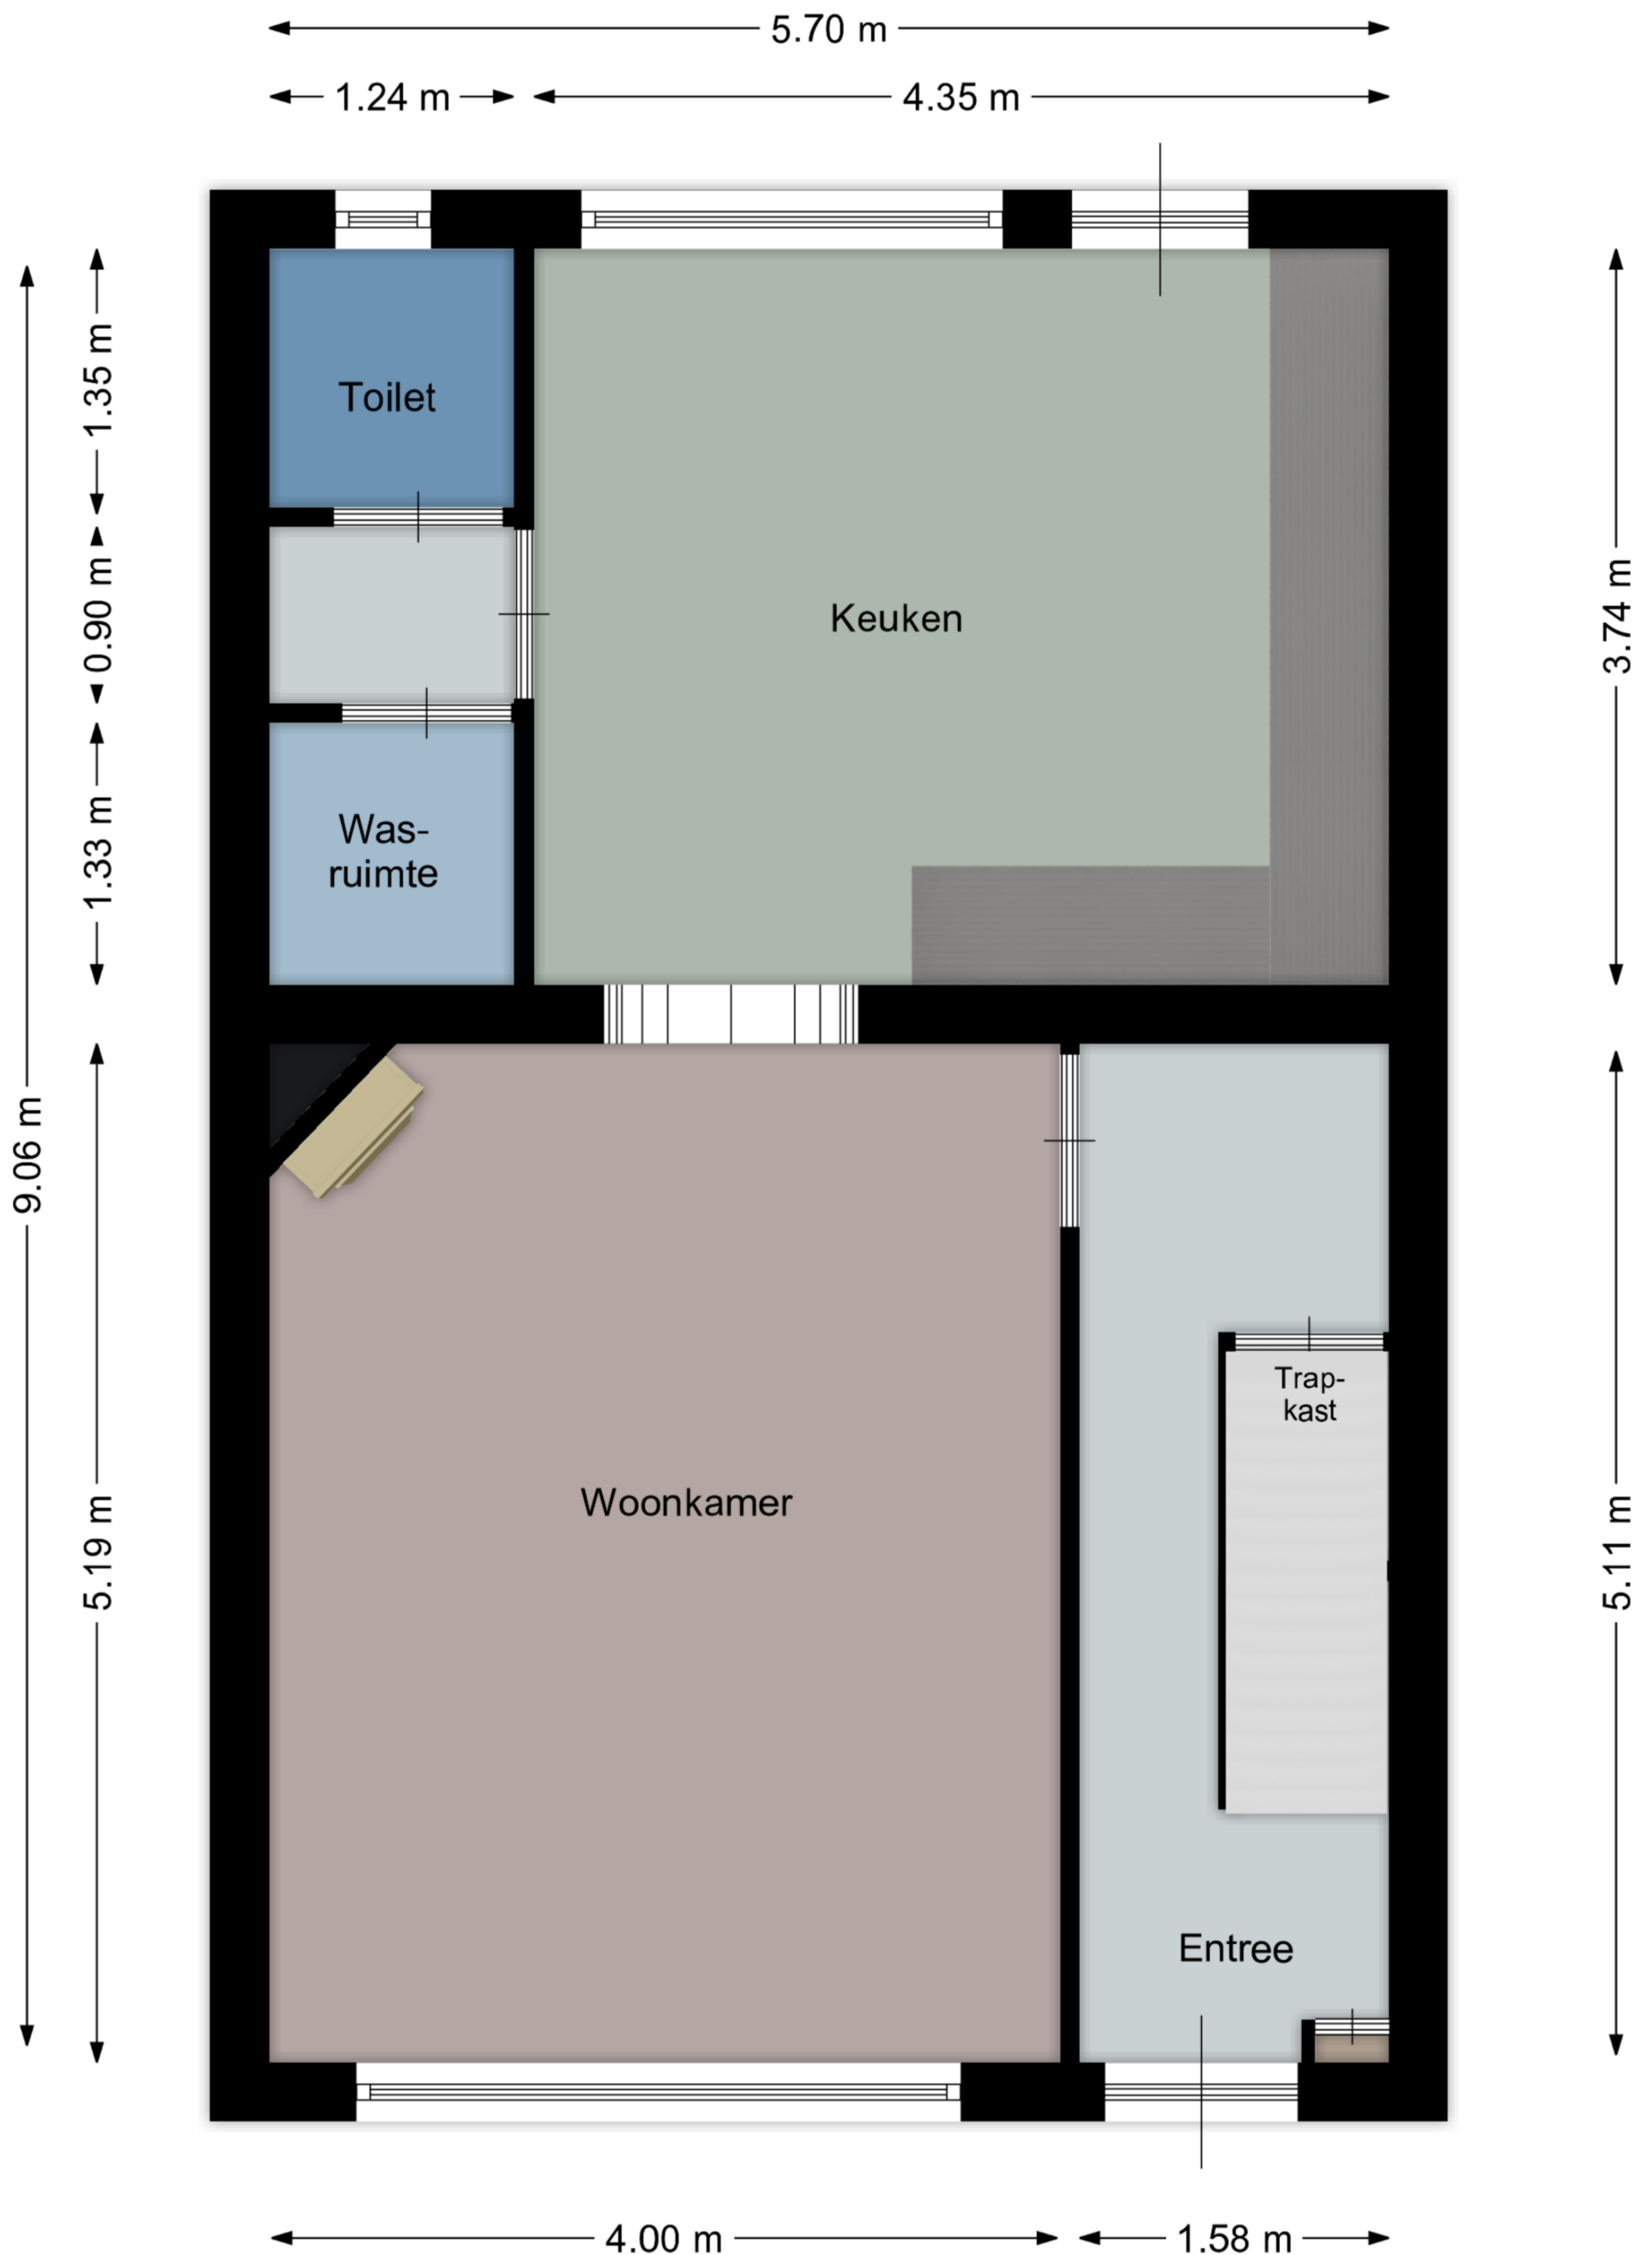 5.70 m
1.24 m
4.35 m
1.35 m
Toilet
0.90 m
Keuken
3.74 m
Was-
ruimte
1.33 m
9.06 m
Trap-
kast
Woonkamer
5.19 m
5.11 m
Entree
4.00 m
1.58 m